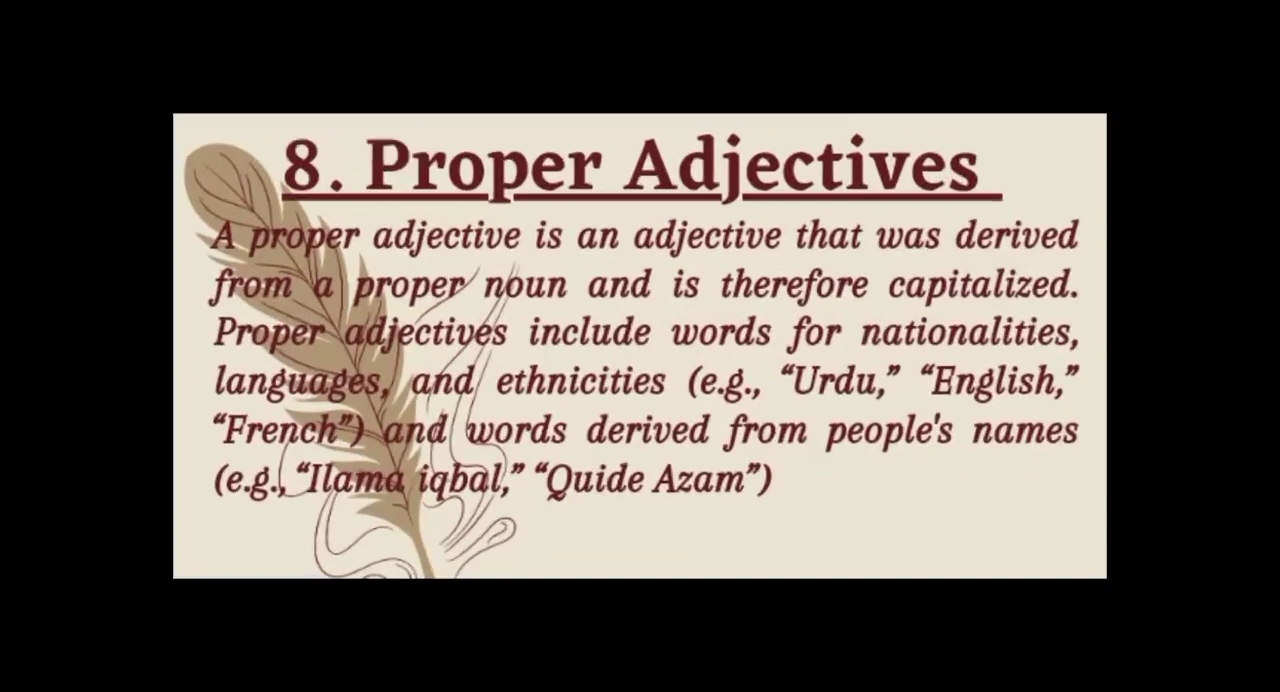 8. Proper Adjectives
A proper adjective is an adjective that was derived
from a proper noun and is therefore capitalized.
Proper adjectives include words for nationalities,
languages, and ethnicities (e.g., “Urdu,” “English,”
“French”) and words derived from people's names
(e.g., “Ilama iqbal,” “Quide Azam”)